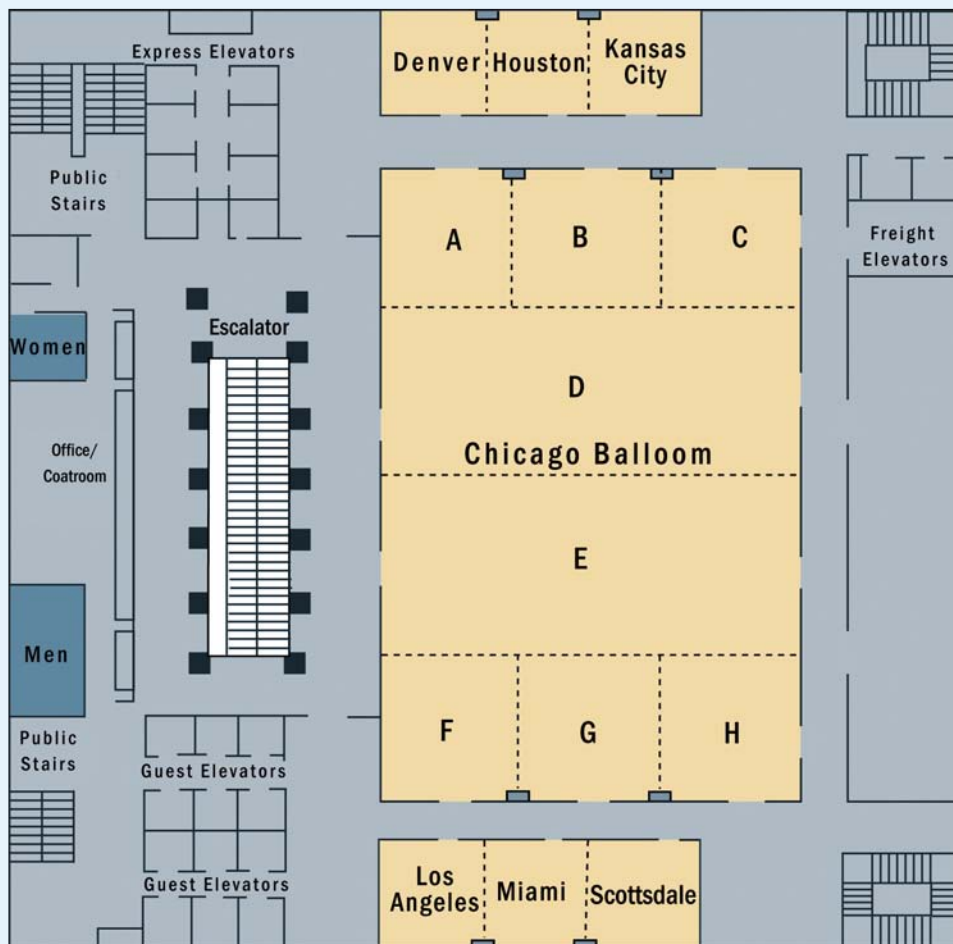 Express Elevators
Denver
Houston
Kansas
City
Public
Stairs
A
B
C
Freight
Elevators
Women
Escalator
D
Office/
Coatroom
Chicago Balloom
E
Men
F
G
H
Public
Stairs
Guest Elevators
Guest Elevators
Los
Angeles
Miami
Scottsdale